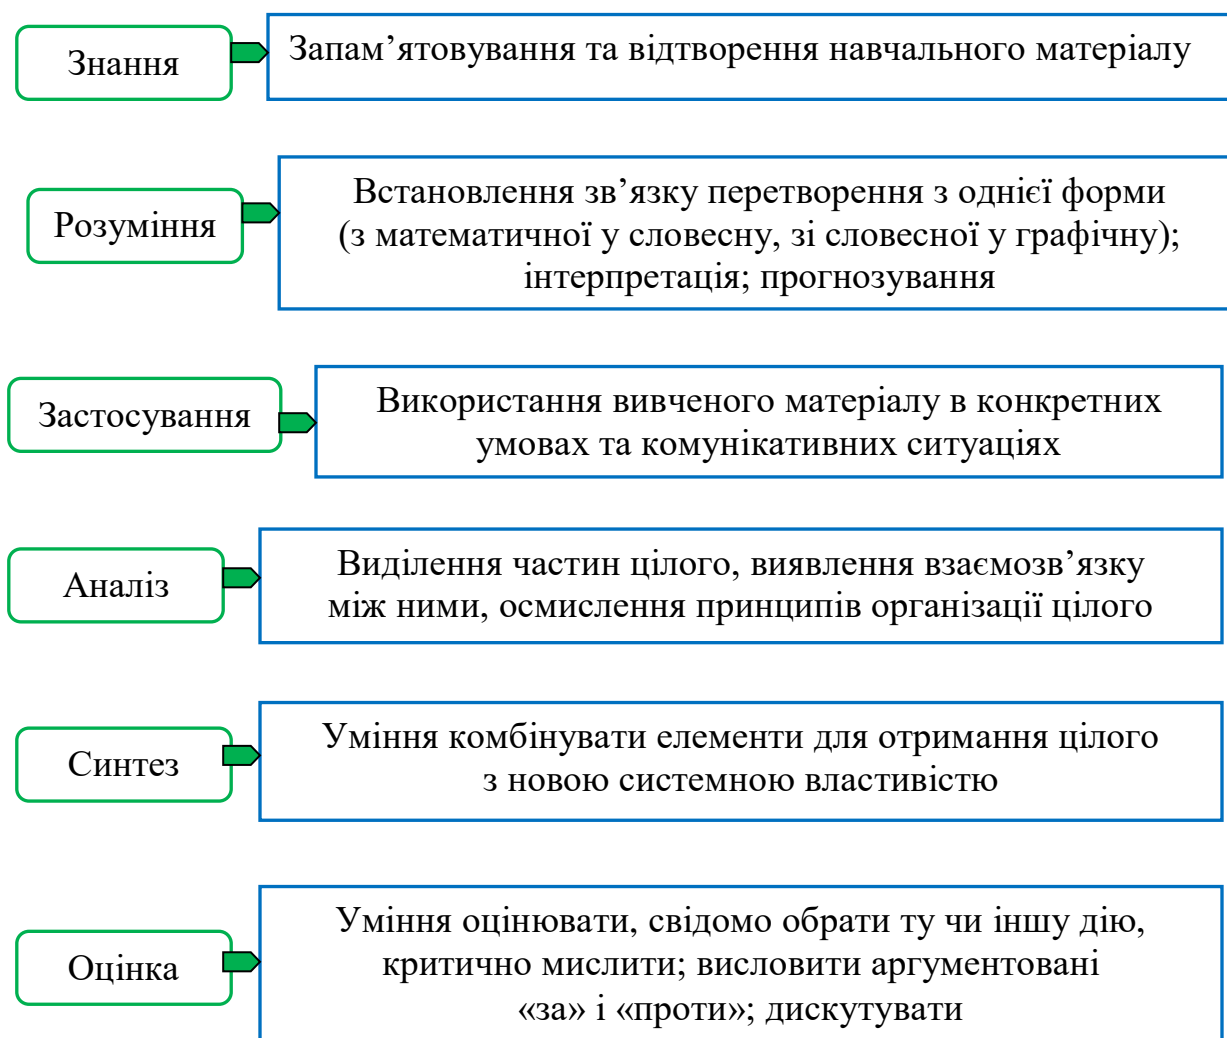 Знання
Запам’ятовування та відтворення навчального матеріалу
Розуміння
Встановлення зв’язку перетворення з однієї форми
(з математичної у словесну, зі словесної у графічну);
інтерпретація; прогнозування
Застосування
Використання вивченого матеріалу в конкретних
умовах та комунікативних ситуаціях
Аналіз
Виділення частин цілого, виявлення взаємозв’язку
між ними, осмислення принципів організації цілого
Синтез
Уміння комбінувати елементи для отримання цілого
з новою системною властивістю
Оцінка
Уміння оцінювати, свідомо обрати ту чи іншу дію,
критично мислити; висловити аргументовані
«за» і «проти»; дискутувати